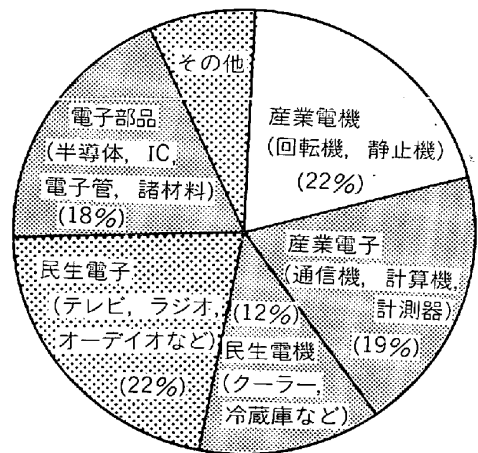 その他
産業電機
(回転機, 静止機)
(22%)
産業電子
(通信機, 計算機,
計測器)
(19%)
(12%)
民生電機
(クーラー,
冷蔵庫など)
民生電子
(テレビ, ラジオ,
オーデイオなど)
(22%)
電子部品
(半導体, IC,
電子管, 諸材料)
(18%)